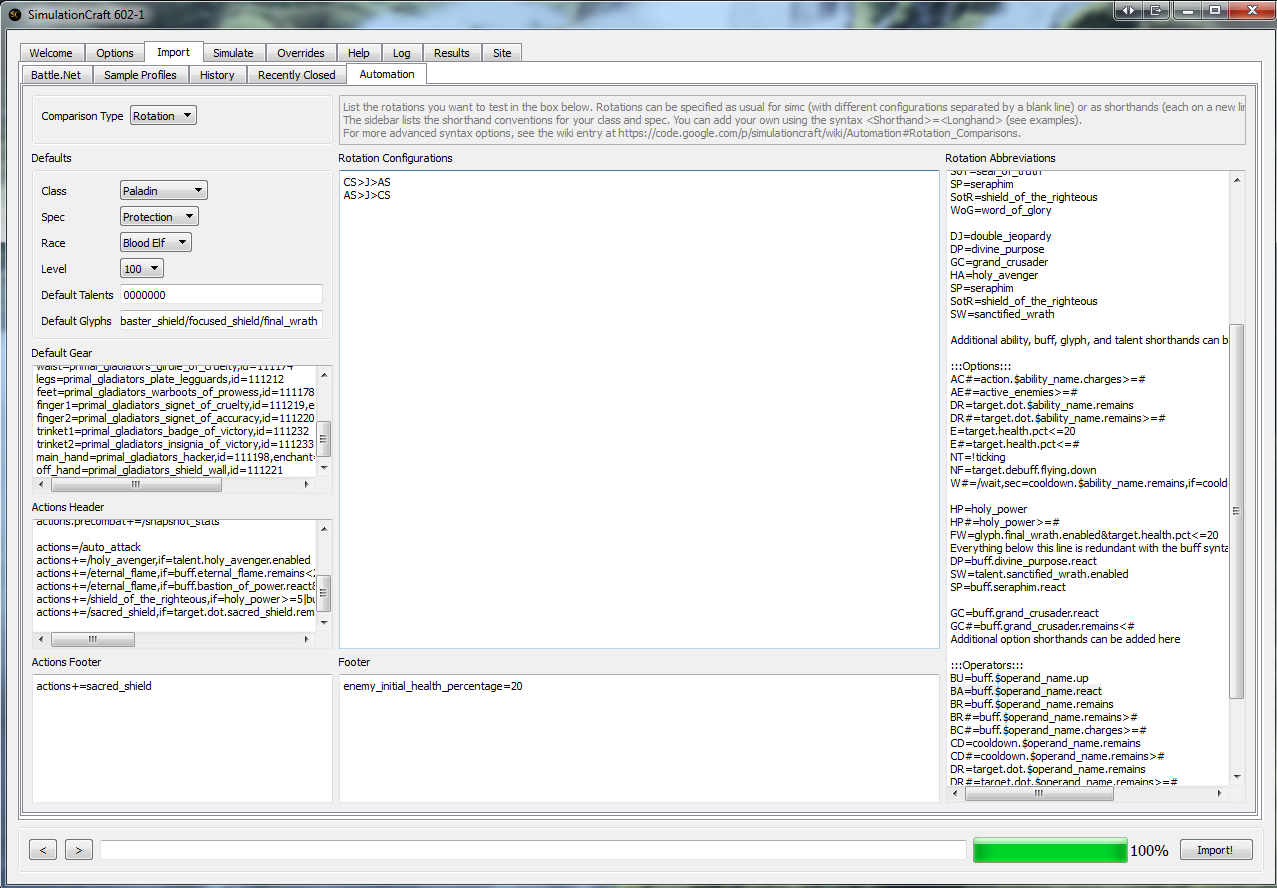 SimulationCraft 602-1
Welcome Options Import Simulate Overrides Help Log Results Site
Battle.Net Sample Profiles History Recently Closed Automation
Comparison Type Rotation
List the rotations you want to test in the box below. Rotations can be specified as usual for simc (with different configurations separated by a blank line) or as shorthands (each on a new lin
The sidebar lists the shorthand conventions for your class and spec. You can add your own using the syntax <Shorthand>=<Longhand> (see examples).
For more advanced syntax options, see the wiki entry at https://code.google.com/p/simulationcraft/wiki/Automation#Rotation_Comparisons.
Defaults
Class Paladin
Spec Protection
Race Blood Elf
Level 100
Default Talents 0000000
Default Glyphs baster_shield/focused_shield/final_wrath
Default Gear
waist=primal_gladiators_girdle_of_cruelty,id=111174
legs=primal_gladiators_plate_legguards,id=111212
feet=primal_gladiators_warboots_of_prowess,id=111178
finger1=primal_gladiators_signet_of_cruelty,id=111219,e
finger2=primal_gladiators_signet_of_accuracy,id=111220
trinket1=primal_gladiators_badge_of_victory,id=111232
trinket2=primal_gladiators_insignia_of_victory,id=111233
main_hand=primal_gladiators_hacker,id=111198,enchant=
off_hand=primal_gladiators_shield_wall,id=111221
Actions Header
actions.precombat+=/snapshot_stats
actions=/auto_attack
actions+=/holy_avenger,if=talent.holy_avenger.enabled
actions+=/eternal_flame,if=buff.eternal_flame.remains<2
actions+=/eternal_flame,if=buff.bastion_of_power.react&
actions+=/shield_of_the_righteous,if=holy_power>=5|bu
actions+=/sacred_shield,if=target.dot.sacred_shield.rem
Actions Footer
actions+=sacred_shield
Rotation Configurations
CS>J>AS
AS>J>CS
Footer
enemy_initial_health_percentage=20
Rotation Abbreviations
SoT=seal_of_truth
SP=seraphim
SotR=shield_of_the_righteous
WoG=word_of_glory
DJ=double_jeopardy
DP=divine_purpose
GC=grand_crusader
HA=holy_avenger
SP=seraphim
SotR=shield_of_the_righteous
SW=sanctified_wrath
Additional ability, buff, glyph, and talent shorthands can b
:::Options:::
AC#=action.$ability_name.charges>=#
AE#=active_enemies>=#
DR=target.dot.$ability_name.remains
DR#=target.dot.$ability_name.remains>=#
E=target.health.pct<=20
E#=target.health.pct<=#
NT=!ticking
NF=target.debuff.flying.down
W#=/wait,sec=cooldown.$ability_name.remains,if=coold
HP=holy_power
HP#=holy_power>=#
FW=glyph.final_wrath.enabled&target.health.pct<=20
Everything below this line is redundant with the buff synta
DP=buff.divine_purpose.react
SW=talent.sanctified_wrath.enabled
SP=buff.seraphim.react
GC=buff.grand_crusader.react
GC#=buff.grand_crusader.remains<#
Additional option shorthands can be added here
:::Operators:::
BU=buff.$operand_name.up
BA=buff.$operand_name.react
BR=buff.$operand_name.remains
BR#=buff.$operand_name.remains>#
BC#=buff.$operand_name.charges>=#
CD=cooldown.$operand_name.remains
CD#=cooldown.$operand_name.remains>#
DR=target.dot.$operand_name.remains
DR#=target.dot.$operand_name.remains>=#
< > 100% Import!